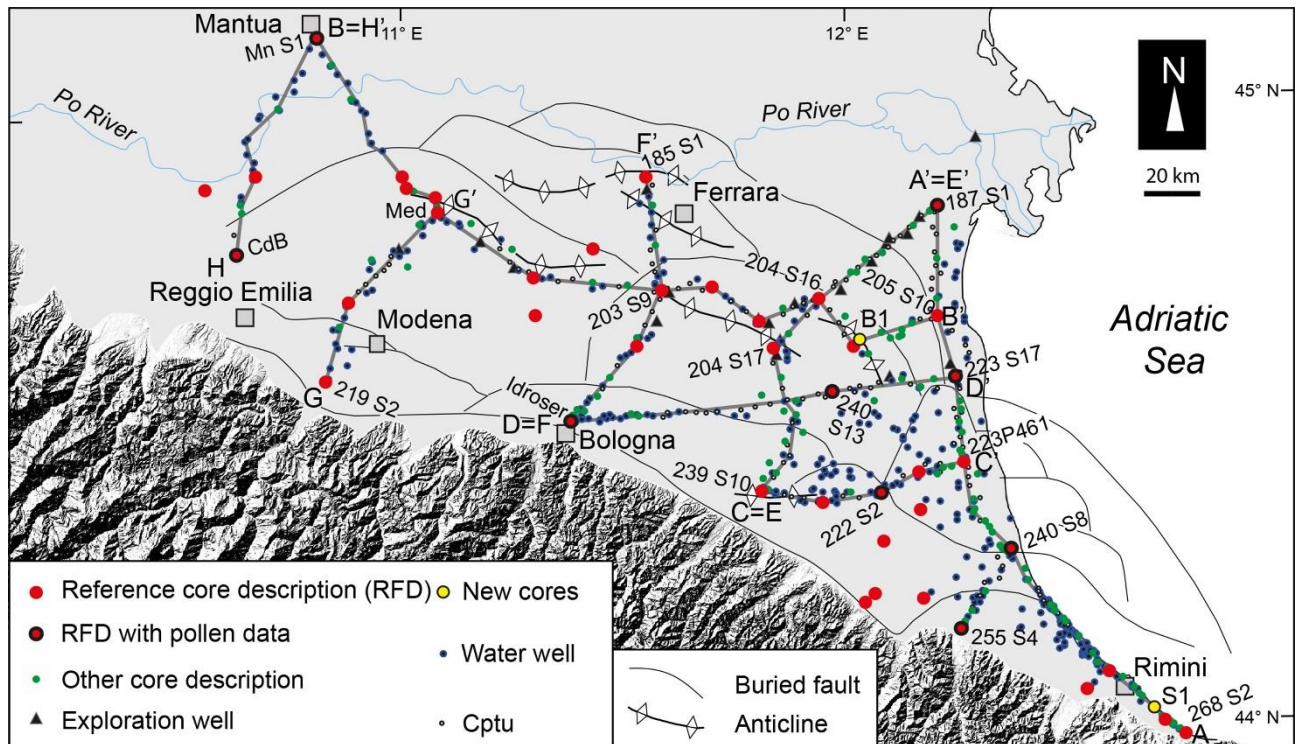 Mantua
B=H'
11° E
12 °E
Mn S1
N
45° N
Po River
Po River
20 km
F'
185 S1
Ferrara
A'=E'
187 S1
G'
Med
CdB
H
204 S16
205 S10
Reggio Emilia
203 S9
B1
B'
Adriatic
Sea
Modena
204 S17
223 S17
D'
G
219 S2
Idroser
240
S13
D=F
Bologna
223P461
C'
239 S10
C=E
222 S2
240 S8
255 S4
Rimini
S1
268 S2
A
44° N
Reference core description (RFD)
New cores
RFD with pollen data
Water well
Other core description
Exploration well
Cptu
Buried fault
Anticline